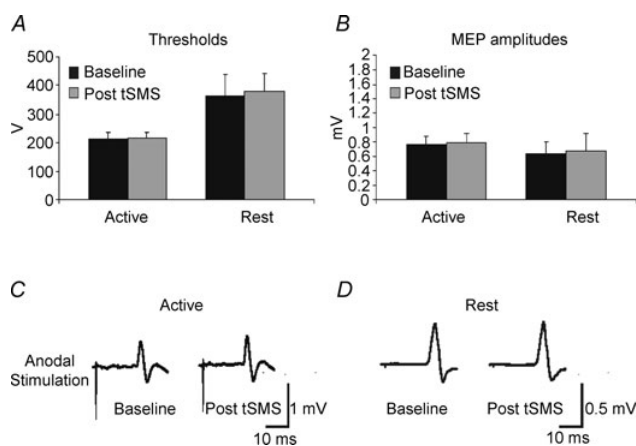 A
Thresholds
V
500
400
300
200
100
0
Baseline
Post tSMS
Active
Rest
B
MEP amplitudes
mV
2
1.8
1.6
1.4
1.2
1
0.8
0.6
0.4
0.2
0
Baseline
Post tSMS
Active
Rest
C
Active
Anodal
Stimulation
Baseline
Post tSMS
1 mV
10 ms
D
Rest
Baseline
Post tSMS
0.5 mV
10 ms